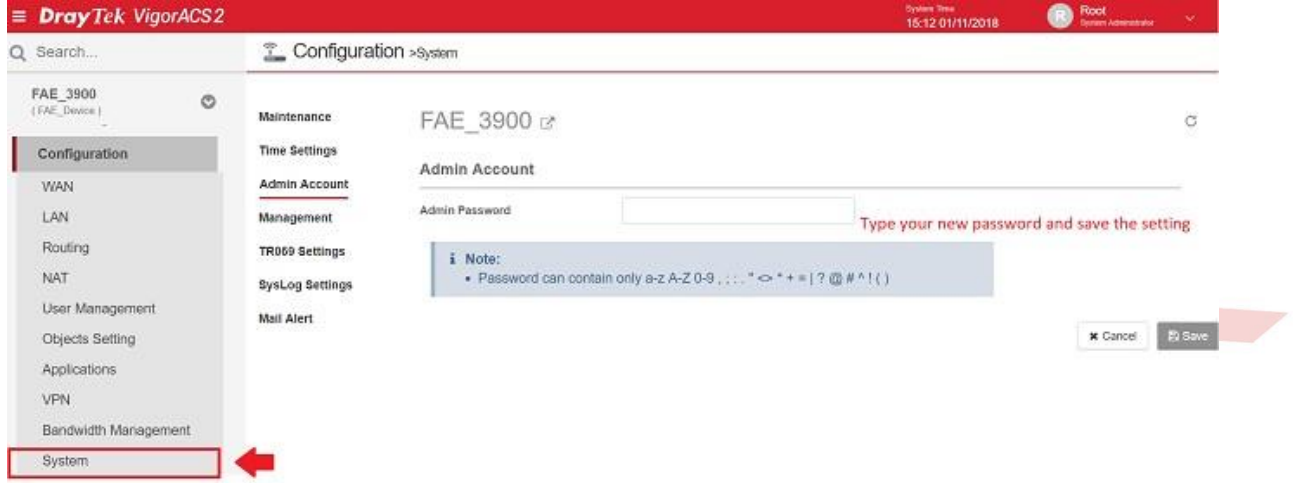 DrayTek VigorACS2
System Time
15:12 01/11/2018
R
Root
System Administrator
Search...
Configuration >System
FAE_3900
(FAE_Device)
Configuration
WAN
LAN
Routing
NAT
User Management
Objects Setting
Applications
VPN
Bandwidth Management
System
Maintenance
Time Settings
Admin Account
Management
TR069 Settings
SysLog Settings
Mail Alert
FAE_3900
Admin Account
Admin Password
Type your new password and save the setting
i Note:
• Password can contain only a-z A-Z 0-9 , ; : . " <> * + = | ? @ # ^ ! ( )
Cancel
Save